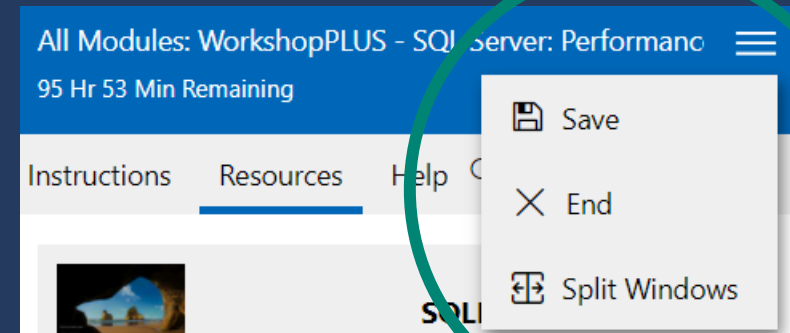 All Modules: WorkshopPLUS - SQL Server: Performanc
95 Hr 53 Min Remaining
Save
Instructions Resources Help
End
Split Windows